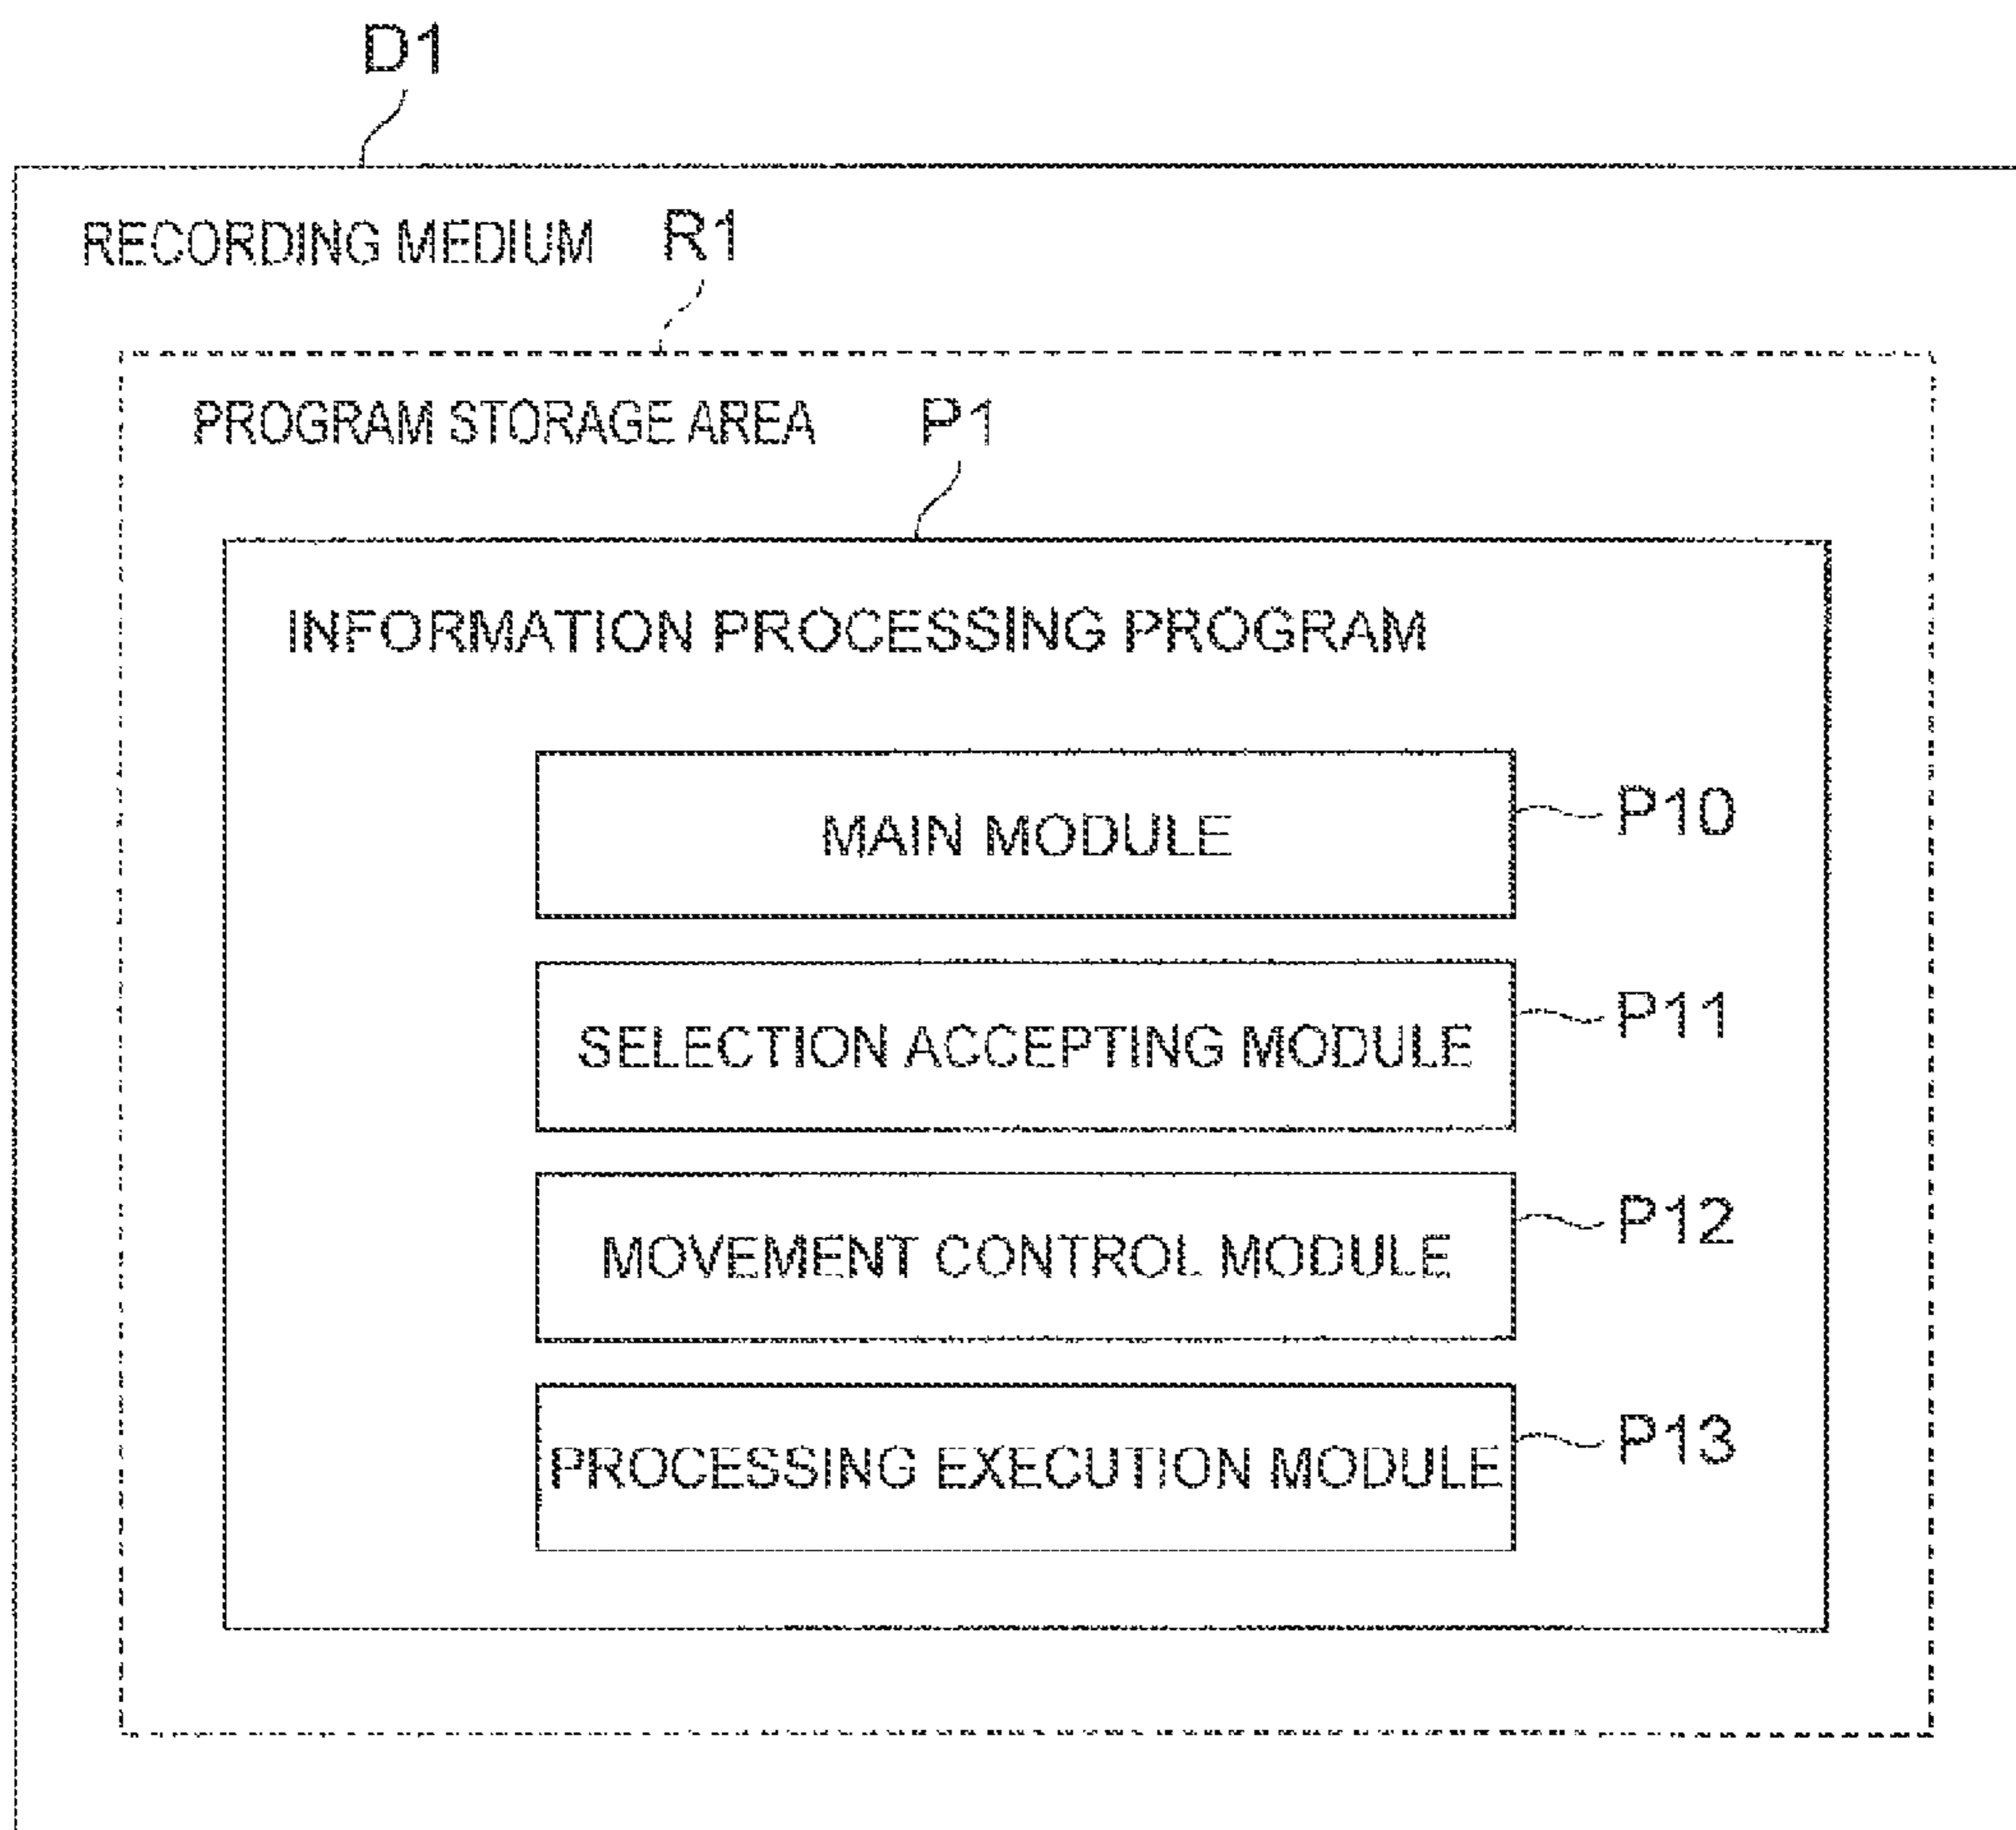 D1
RECORDING MEDIUM
R1
PROGRAM STORAGE AREA
P1
INFORMATION PROCESSING PROGRAM
MAIN MODULE
P10
SELECTION ACCEPTING MODULE
P11
MOVEMENT CONTROL MODULE
P12
PROCESSING EXECUTION MODULE
P13